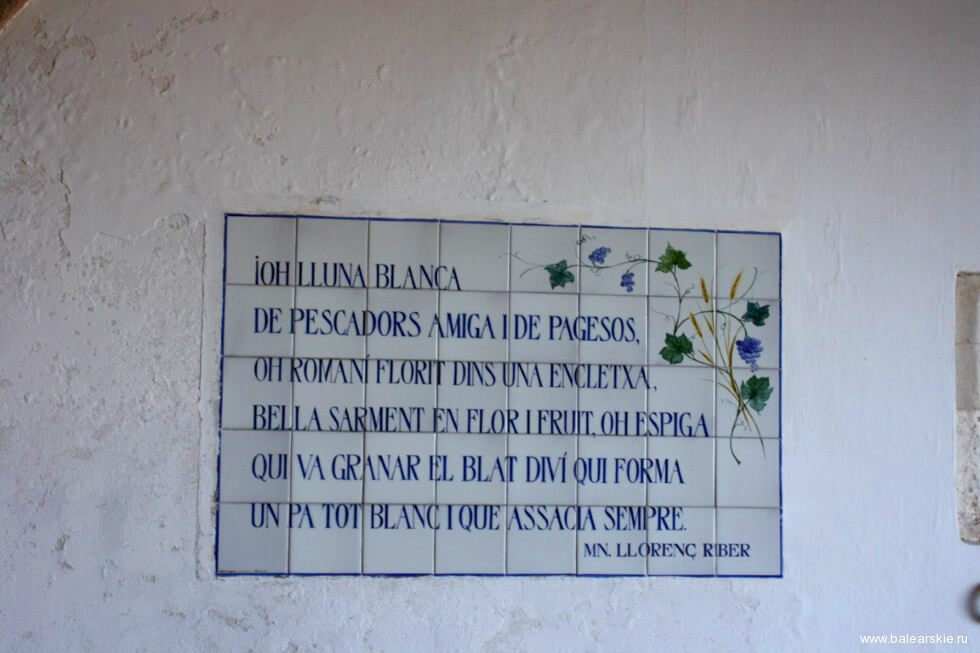 ¡OH LLUNA BLANCA
DE PESCADORS AMIGA I DE PAGESOS,
OH ROMANÍ FLORIT DINS UNA ENCLETXA,
BELLA SARMENT EN FLOR I FRUIT, OH ESPIGA
QUI VA GRANAR EL BLAT DIVÍ QUI FORMA
UN PA TOT BLANC I QUE ASSACIA SEMPRE.
MN. LLORENÇ RIBER
www.balearskie.ru